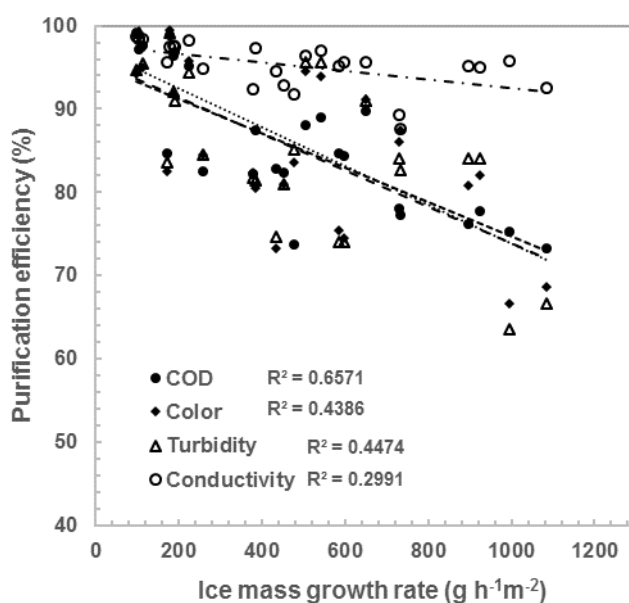 Purification efficiency (%)
100
90
80
70
60
50
40
COD R² = 0.6571
Color R² = 0.4386
Turbidity R² = 0.4474
Conductivity R² = 0.2991
0 200 400 600 800 1000 1200
Ice mass growth rate (g h⁻¹m⁻²)